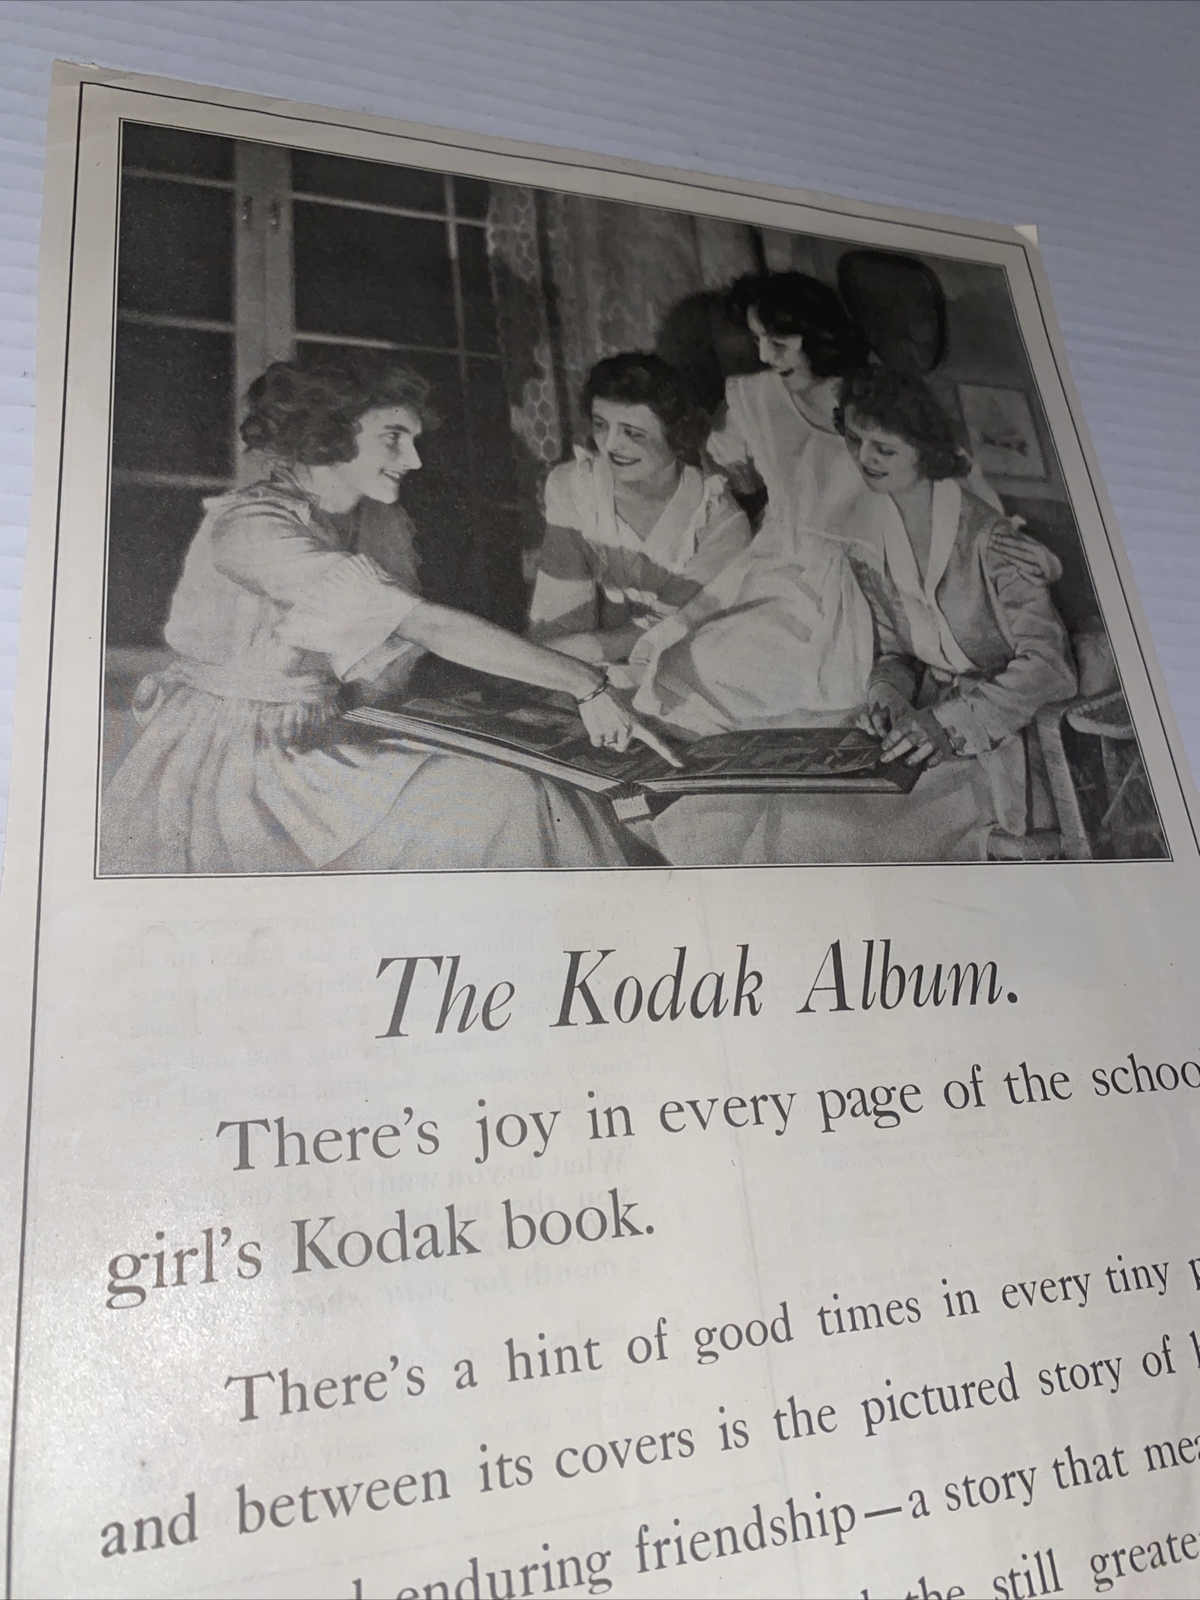 The Kodak Album.
There's joy in every page of the schoo
girl's Kodak book.
There's a hint of good times in every tiny p
and between its covers is the pictured story of h
enduring friendship—a story that mea
the still greate